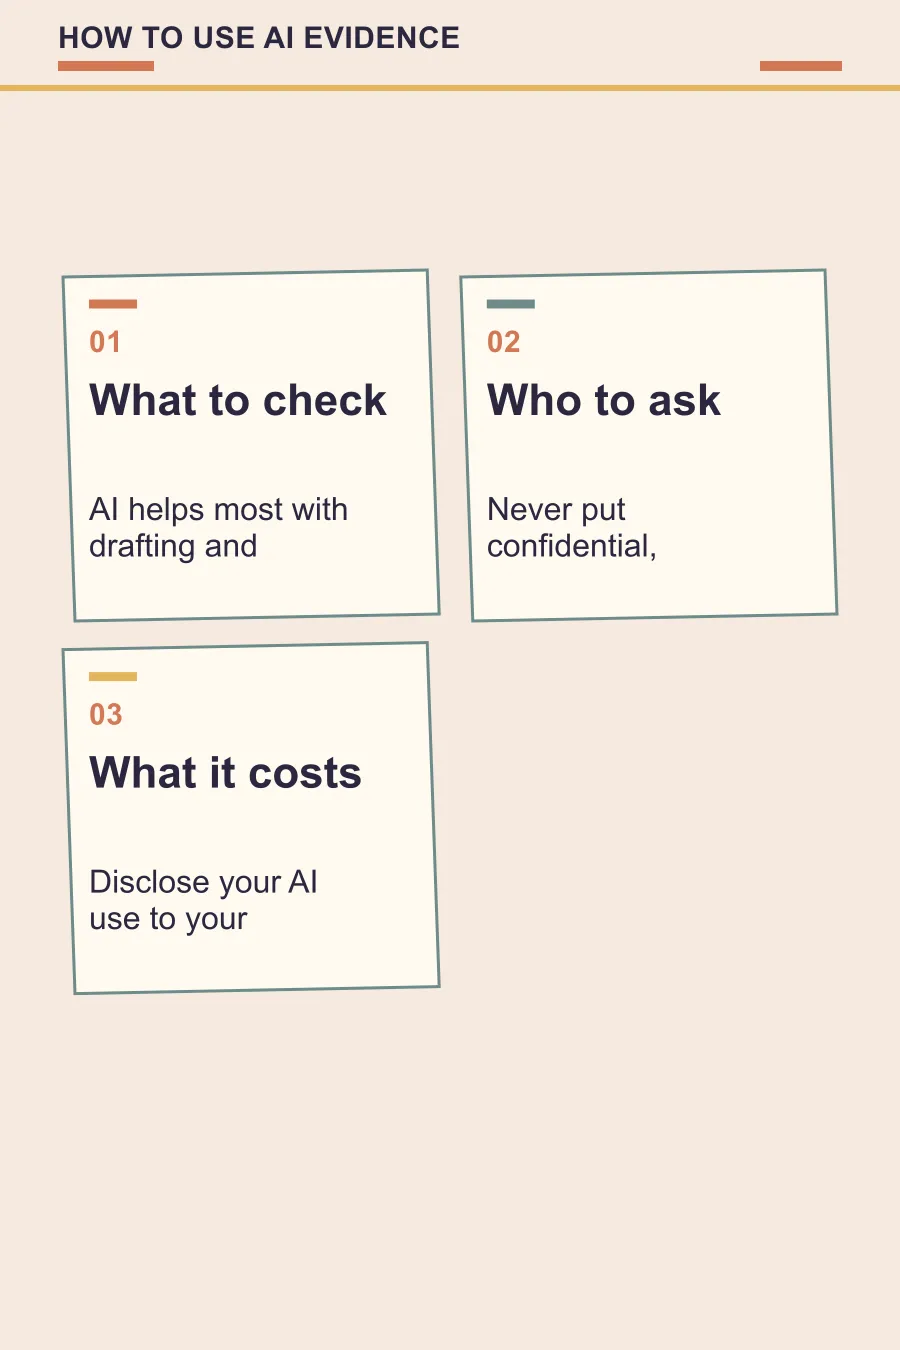 HOW TO USE AI EVIDENCE
01
What to check
AI helps most with
drafting and
02
Who to ask
Never put
confidential,
03
What it costs
Disclose your AI
use to your